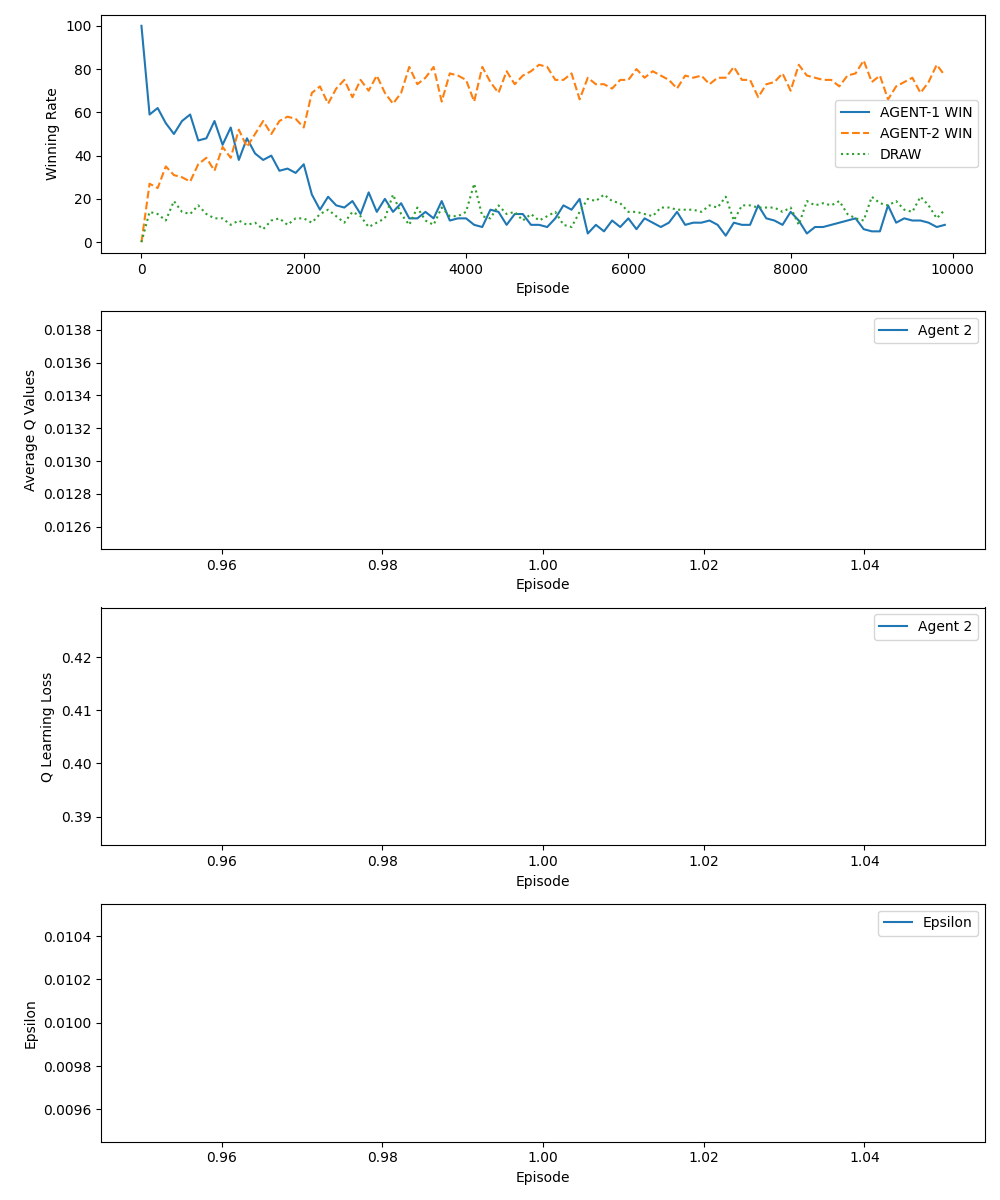 100
80
60
40
20
0
Winning Rate
AGENT-1 WIN
AGENT-2 WIN
DRAW
0 2000 4000 6000 8000 10000
Episode
0.0138
0.0136
0.0134
0.0132
0.0130
0.0128
0.0126
Average Q Values
Agent 2
0.96 0.98 1.00 1.02 1.04
Episode
0.42
0.41
0.40
0.39
Q Learning Loss
Agent 2
0.96 0.98 1.00 1.02 1.04
Episode
0.0104
0.0102
0.0100
0.0098
0.0096
Epsilon
Epsilon
0.96 0.98 1.00 1.02 1.04
Episode